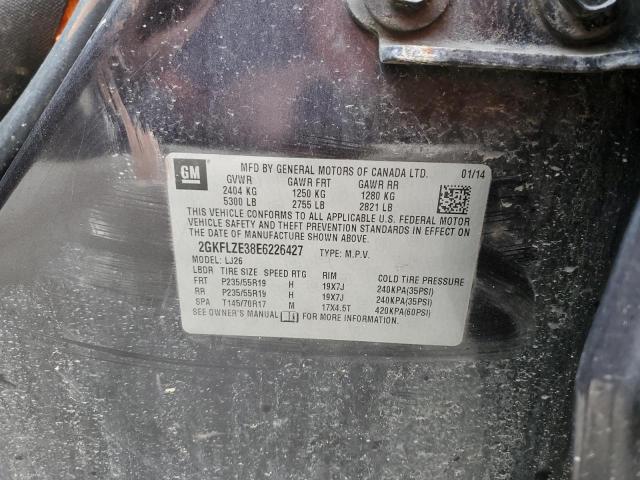 GM
MFD BY GENERAL MOTORS OF CANADA LTD. 01/14
GVWR GAWR FRT GAWR RR
2404 KG 1250 KG 1280 KG
5300 LB 2755 LB 2821 LB
THIS VEHICLE CONFORMS TO ALL APPLICABLE U.S. FEDERAL MOTOR
VEHICLE SAFETY AND THEFT PREVENTION STANDARDS IN EFFECT ON
THE DATE OF MANUFACTURE SHOWN ABOVE.
2GKFLZE38E6226427 TYPE: M.P.V.
MODEL: LJ26
LBDR TIRE SIZE SPEED RTG RIM COLD TIRE PRESSURE
FRT P235/55R19 H 19X7J 240KPA(35PSI)
RR P235/55R19 H 19X7J 240KPA(35PSI)
SPA T145/70R17 M 17X4.5T 420KPA(60PSI)
SEE OWNER'S MANUAL FOR MORE INFORMATION.